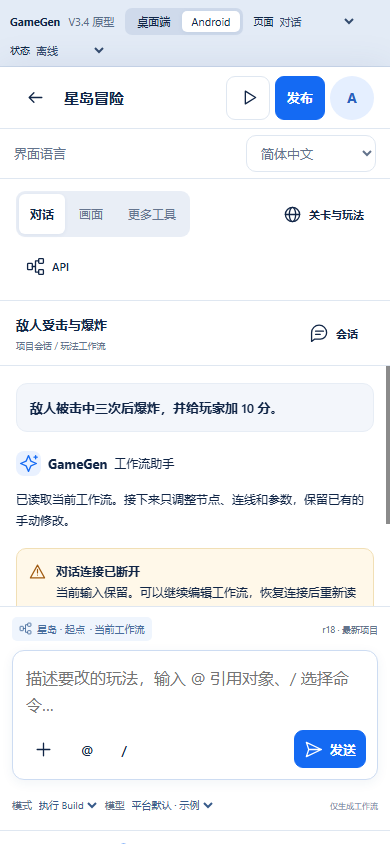 GameGen V3.4 原型 桌面端 Android 页面 对话
状态 离线
星岛冒险 发布 A
界面语言 简体中文
对话 画面 更多工具 关卡与玩法
API
敌人受击与爆炸
项目会话 / 玩法工作流 会话
敌人被击中三次后爆炸，并给玩家加 10 分。
GameGen 工作流助手
已读取当前工作流。接下来只调整节点、连线和参数，保留已有的
手动修改。
对话连接已断开
当前输入保留。可以继续编辑工作流，恢复连接后重新读
星岛 · 起点 · 当前工作流 r18 · 最新项目
描述要改的玩法，输入 @ 引用对象、/ 选择命
令...
@ / 发送
模式 执行 Build 模型 平台默认 · 示例 仅生成工作流